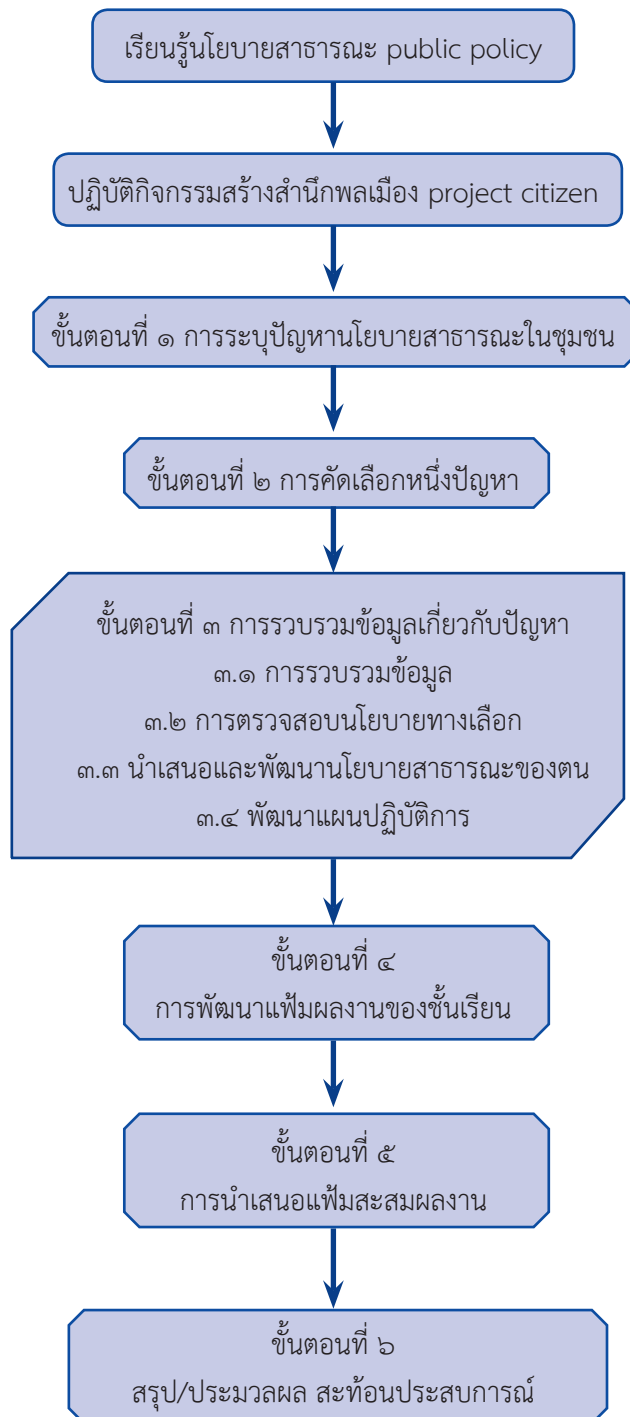 เรียนรู้นโยบายสาธารณะ public policy
ปฏิบัติกิจกรรมสร้างสำนึกพลเมือง project citizen
ขั้นตอนที่ ๑ การระบุปัญหานโยบายสาธารณะในชุมชน
ขั้นตอนที่ ๒ การคัดเลือกหนึ่งปัญหา
ขั้นตอนที่ ๓ การรวบรวมข้อมูลเกี่ยวกับปัญหา
๓.๑ การรวบรวมข้อมูล
๓.๒ การตรวจสอบนโยบายทางเลือก
๓.๓ นำเสนอและพัฒนานโยบายสาธารณะของตน
๓.๔ พัฒนาแผนปฏิบัติการ
ขั้นตอนที่ ๔
การพัฒนาแฟ้มผลงานของชั้นเรียน
ขั้นตอนที่ ๕
การนำเสนอแฟ้มสะสมผลงาน
ขั้นตอนที่ ๖
สรุป/ประมวลผล สะท้อนประสบการณ์